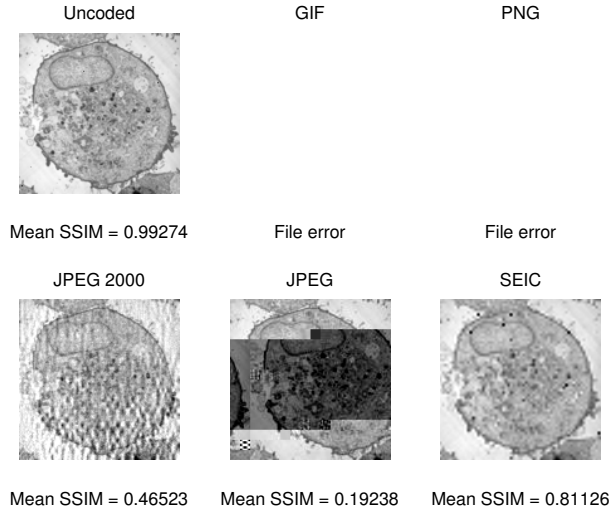 Uncoded
GIF
PNG
Mean SSIM = 0.99274
File error
File error
JPEG 2000
JPEG
SEIC
Mean SSIM = 0.46523
Mean SSIM = 0.19238
Mean SSIM = 0.81126